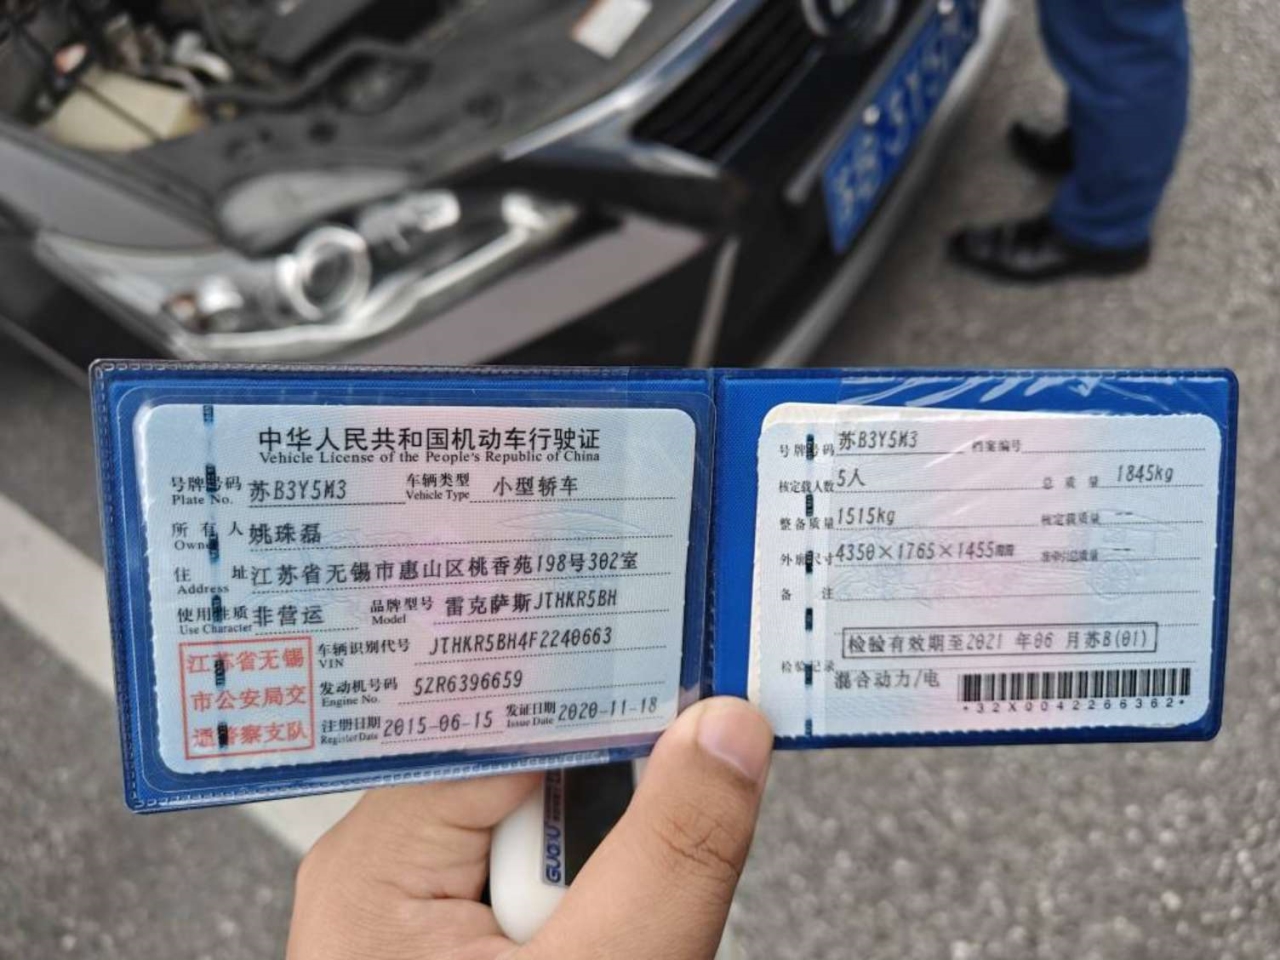 中华人民共和国机动车行驶证
Vehicle License of the People's Republic of China
号牌号码 苏B3Y5M3 车辆类型 小型轿车
Plate No. Vehicle Type
所有人 姚珠磊
Owner
住址 江苏省无锡市惠山区桃香苑198号302室
Address
使用性质 非营运 品牌型号 雷克萨斯JTHKR5BH
Use Character Model
江苏省无锡
市公安局交
通警察支队
车辆识别代号 JTHKR5BH4F2240663
VIN
发动机号码 5ZR6396659
Engine No.
注册日期 2015-06-15 发证日期 2020-11-18
Register Date Issue Date
号牌号码 苏B3Y5M3 档案编号
核定载人数 5人 总质量 1845kg
整备质量 1515kg 核定载质量 --
外廓尺寸 4350×1765×1455 准牵引总质量 --
备注
检验有效期至2021年06月苏B(01)
检验记录
混合动力/电
*32X0042266362*
GUOYU